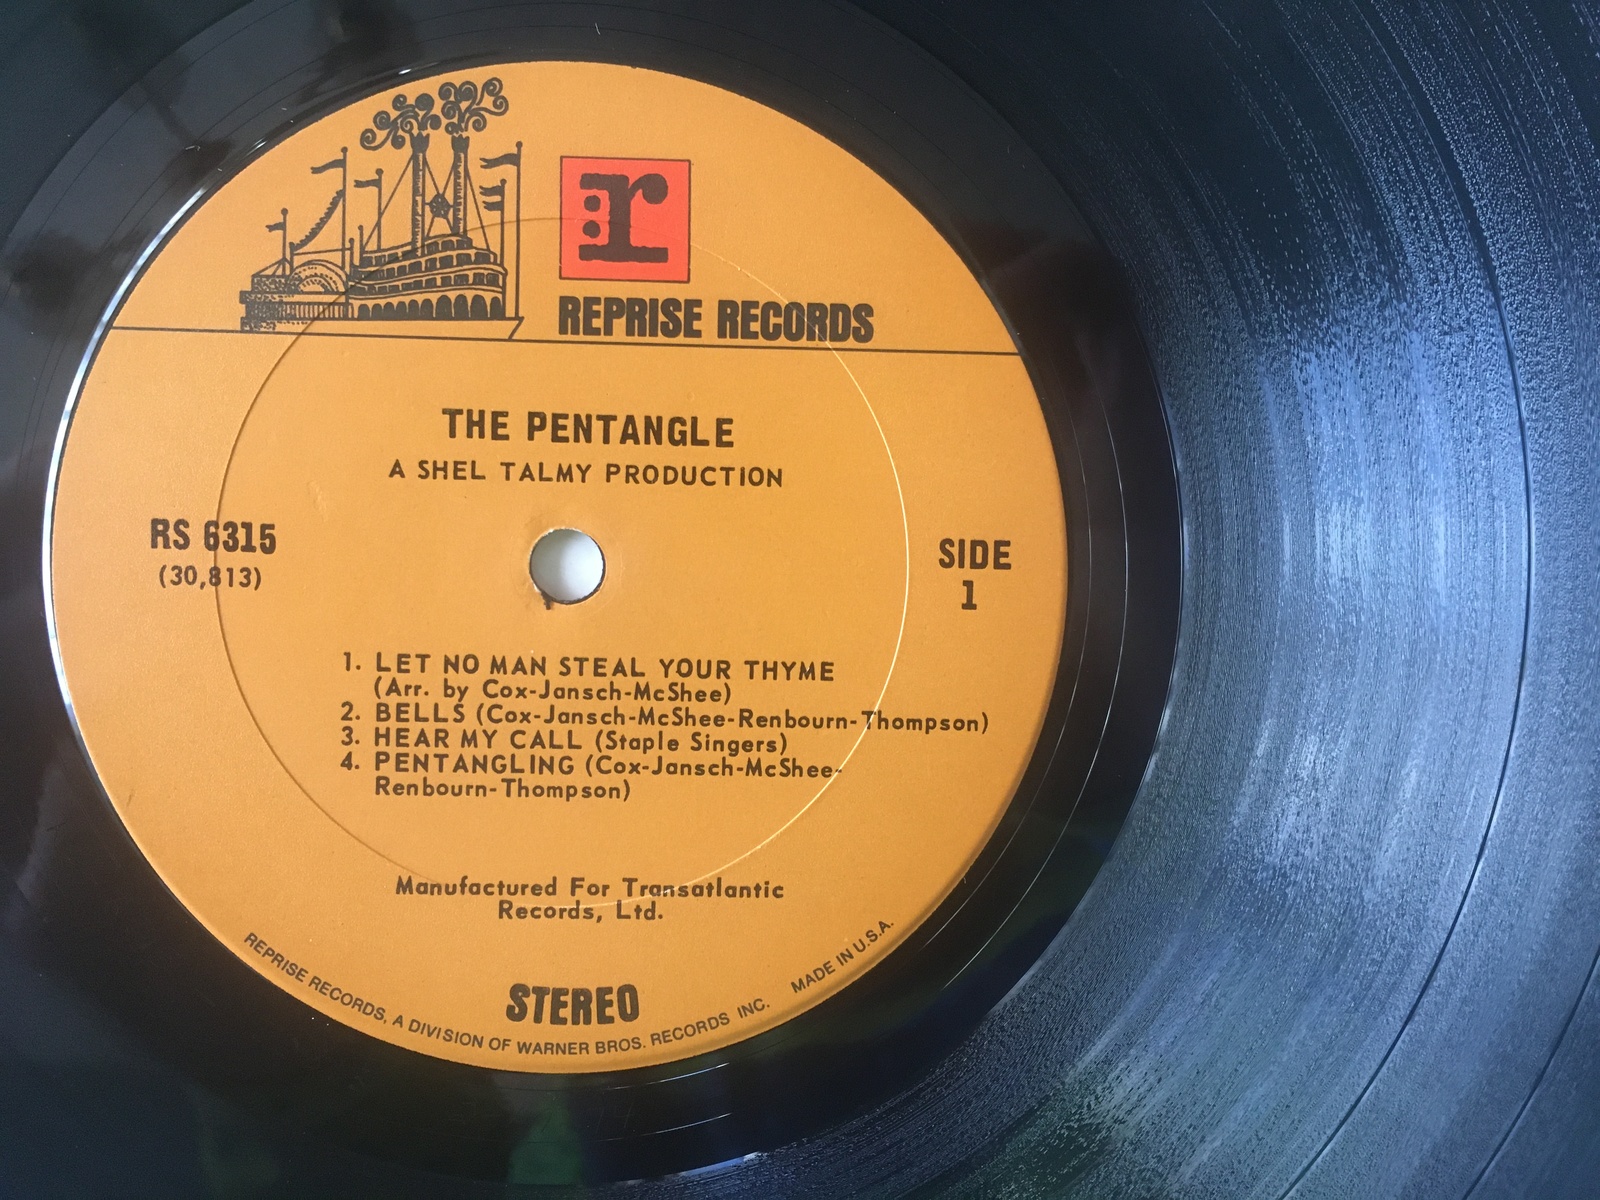 r:
REPRISE RECORDS
THE PENTANGLE
A SHEL TALMY PRODUCTION
RS 6315
(30,813)
SIDE
1
1. LET NO MAN STEAL YOUR THYME
(Arr. by Cox-Jansch-McShee)
2. BELLS (Cox-Jansch-McShee-Renbourn-Thompson)
3. HEAR MY CALL (Staple Singers)
4. PENTANGLING (Cox-Jansch-McShee-
Renbourn-Thompson)
Manufactured For Transatlantic
Records, Ltd.
STEREO
REPRISE RECORDS, A DIVISION OF WARNER BROS. RECORDS INC. MADE IN U.S.A.